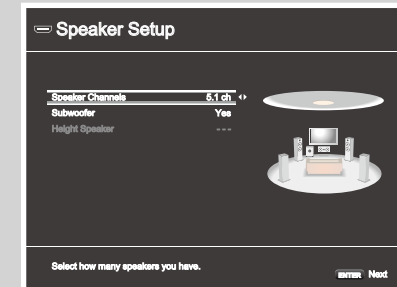 Speaker Setup
Speaker Channels 5.1 ch
Subwoofer Yes
Height Speaker ---
Select how many speakers you have.
ENTER Next